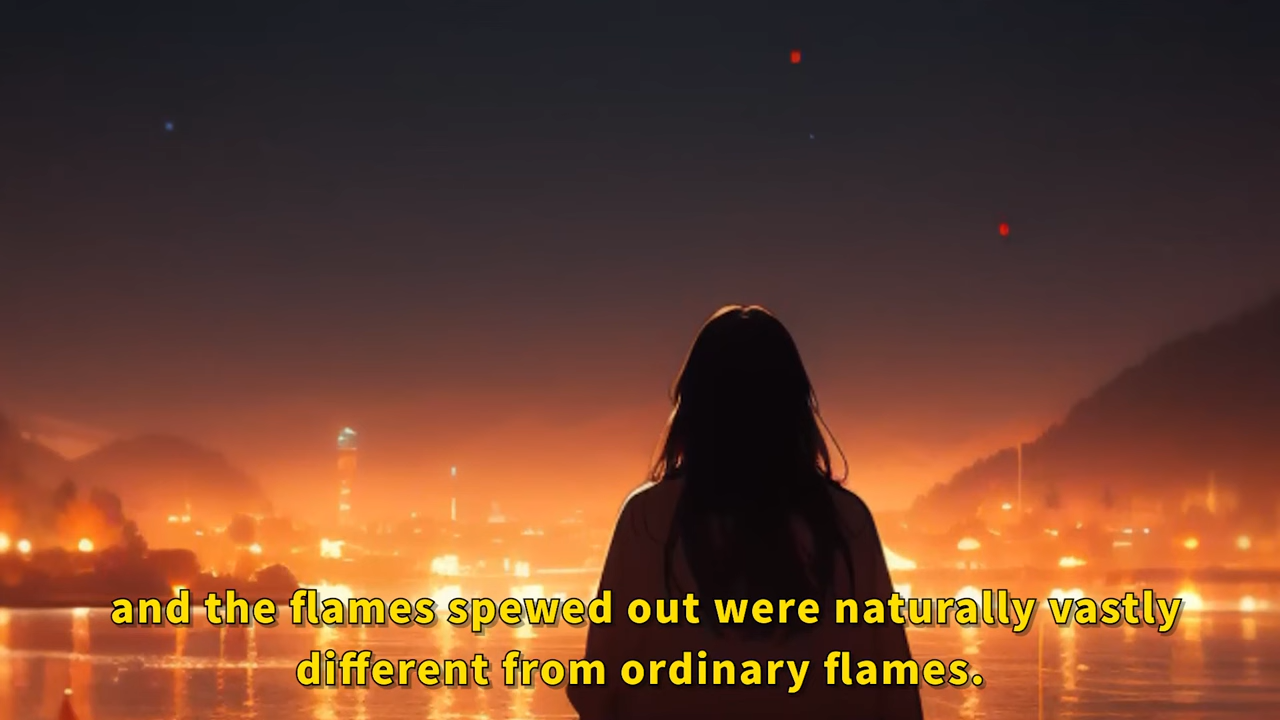 and the flames spewed out were naturally vastly
different from ordinary flames.